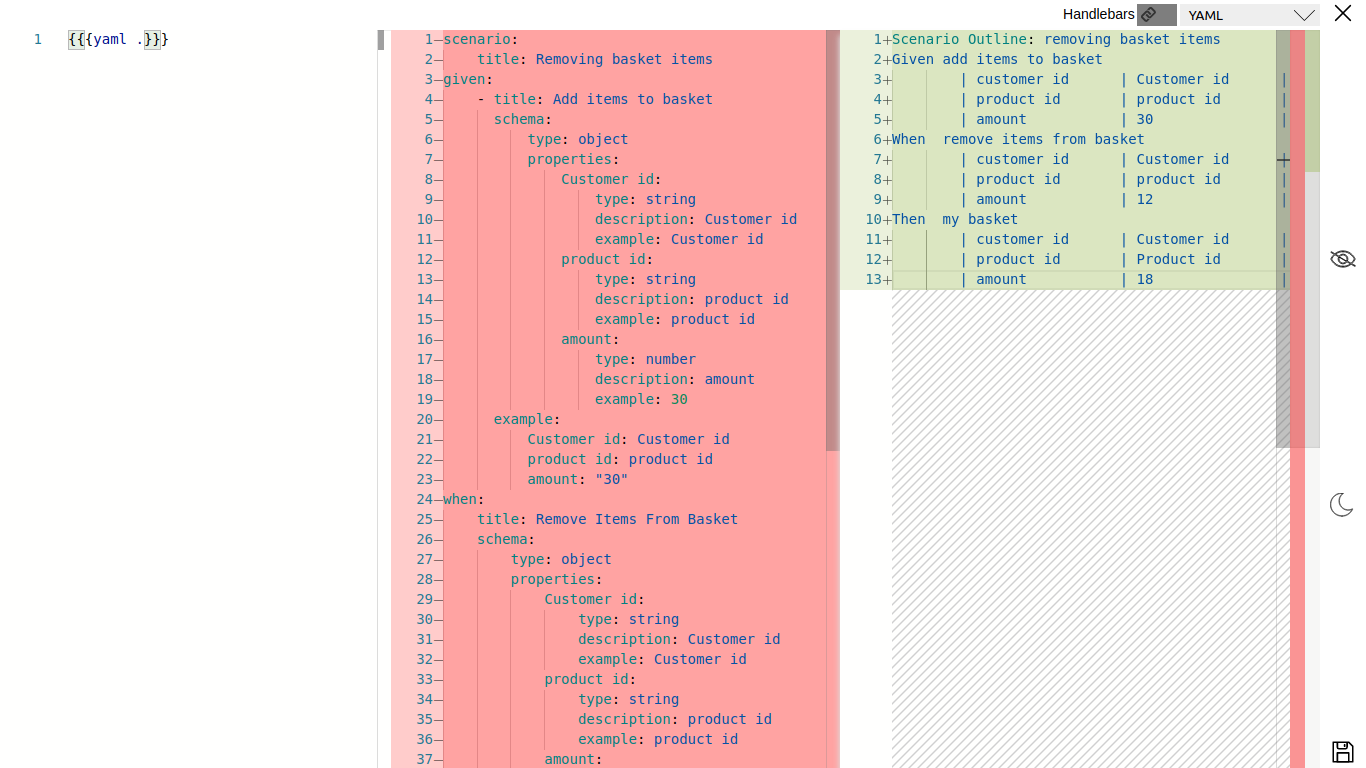 Handlebars YAML
1 {{{yaml .}}}
1 scenario:
2 title: Removing basket items
3 given:
4 - title: Add items to basket
5 schema:
6 type: object
7 properties:
8 Customer id:
9 type: string
10 description: Customer id
11 example: Customer id
12 product id:
13 type: string
14 description: product id
15 example: product id
16 amount:
17 type: number
18 description: amount
19 example: 30
20 example:
21 Customer id: Customer id
22 product id: product id
23 amount: "30"
24 when:
25 title: Remove Items From Basket
26 schema:
27 type: object
28 properties:
29 Customer id:
30 type: string
31 description: Customer id
32 example: Customer id
33 product id:
34 type: string
35 description: product id
36 example: product id
37 amount:
1+ Scenario Outline: removing basket items
2+ Given add items to basket
3+ | customer id | Customer id |
4+ | product id | product id |
5+ | amount | 30 |
6+ When  remove items from basket
7+ | customer id | Customer id |
8+ | product id | product id |
9+ | amount | 12 |
10+ Then  my basket
11+ | customer id | Customer id |
12+ | product id | Product id |
13+ | amount | 18 |